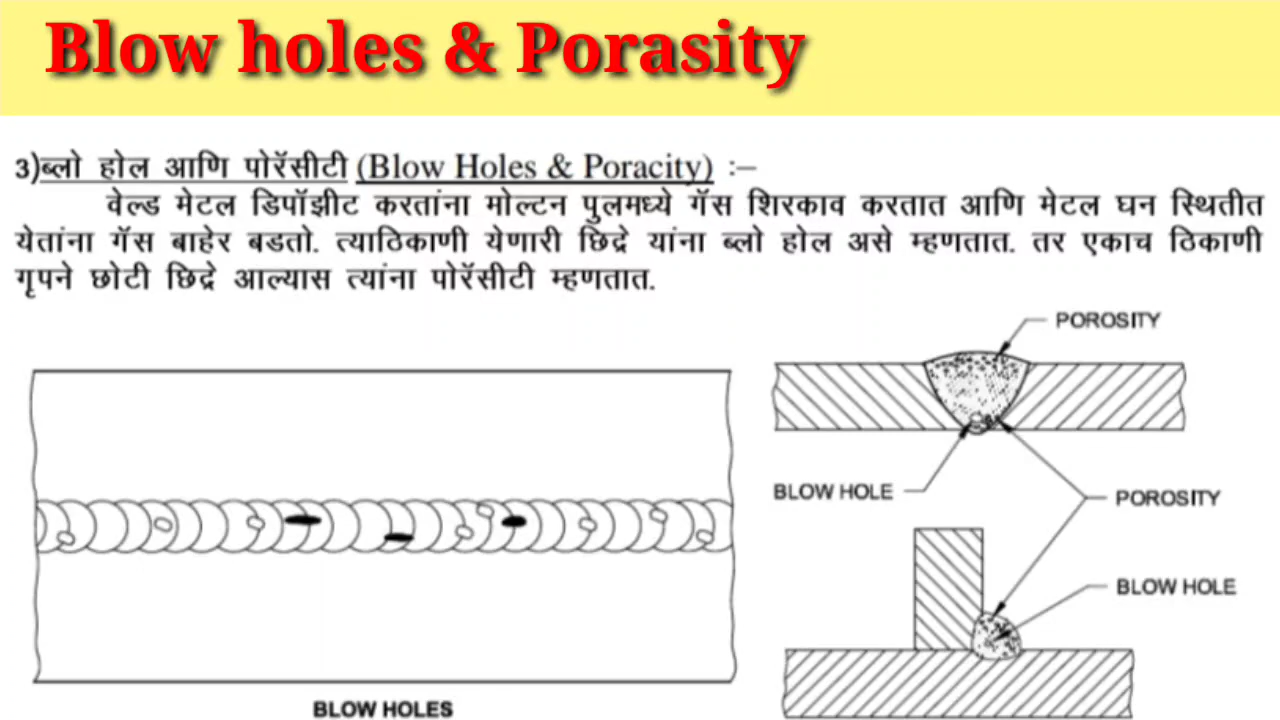 Blow holes & Porasity
3)ब्लो होल आणि पोरॅसीटी (Blow Holes & Poracity) :–
वेल्ड मेटल डिपॉझीट करतांना मोल्टन पुलमध्ये गॅस शिरकाव करतात आणि मेटल घन स्थितीत
येतांना गॅस बाहेर बडतो. त्याठिकाणी येणारी छिद्रे यांना ब्लो होल असे म्हणतात. तर एकाच ठिकाणी
गृपने छोटी छिद्रे आल्यास त्यांना पोरॅसीटी म्हणतात.
POROSITY
BLOW HOLE
POROSITY
BLOW HOLE
BLOW HOLES